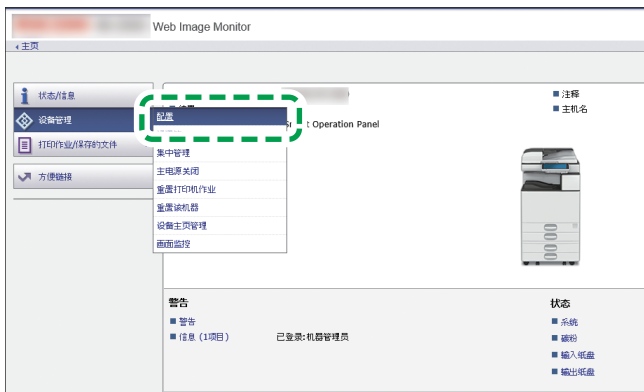 Web Image Monitor
主页
状态/信息
设备管理
打印作业/保存的文件
方便链接
配置
集中管理
主电源关闭
重置打印机作业
重置该机器
设备主页管理
画面监控
t Operation Panel
注释
主机名
警告
警告
信息 (1项目)
已登录:机器管理员
状态
系统
碳粉
输入纸盘
输出纸盘